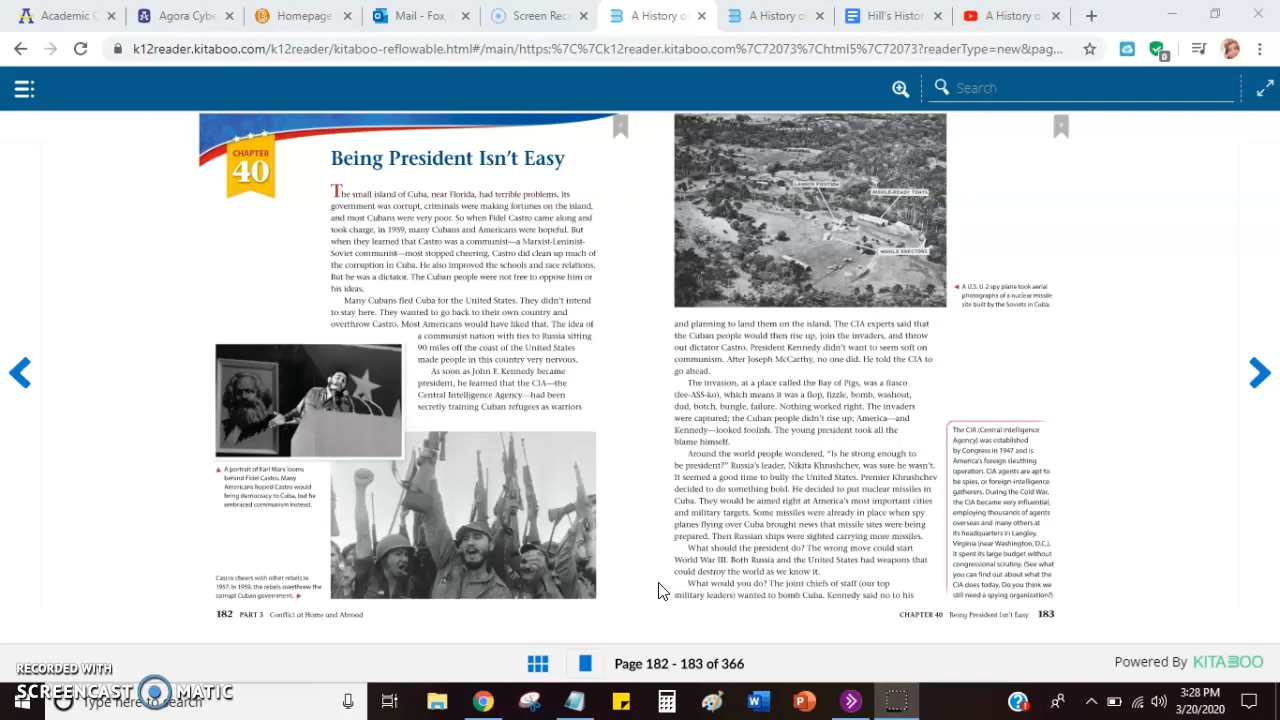 Academic C
Agora Cybe
Homepage
Mail - Fox,
Screen Rec
A History o
A History o
Hill's Histor
A History o
k12reader.kitaboo.com/k12reader/kitaboo-reflowable.html#/main/https:%7C%7Ck12reader.kitaboo.com%7C72073%7Chtml5%7C72073?readerType=new&pag...
0
Search
CHAPTER
40
Being President Isn't Easy
The small island of Cuba, near Florida, had terrible problems. Its
government was corrupt, criminals were making fortunes on the island,
and most Cubans were very poor. So when Fidel Castro came along and
took charge, in 1959, many Cubans and Americans were hopeful. But
when they learned that Castro was a communist—a Marxist-Leninist-
Soviet communist—most stopped cheering. Castro did clean up much of
the corruption in Cuba. He also improved the schools and race relations.
But he was a dictator. The Cuban people were not free to oppose him or
his ideas.
Many Cubans fled Cuba for the United States. They didn't intend
to stay here. They wanted to go back to their own country and
overthrow Castro. Most Americans would have liked that. The idea of
a communist nation with ties to Russia sitting
90 miles off the coast of the United States
made people in this country very nervous.
As soon as John F. Kennedy became
president, he learned that the CIA—the
Central Intelligence Agency—had been
secretly training Cuban refugees as warriors
A portrait of Karl Marx looms
behind Fidel Castro. Many
Americans hoped Castro would
bring democracy to Cuba, but he
embraced communism instead.
Castro cheers with other rebels in
1957. In 1959, the rebels overthrew the
corrupt Cuban government.
182 PART 3 Conflict at Home and Abroad
LAUNCH POSITION
MISSILE-READY TENTS
MISSILE ERECTORS
A U.S. U-2 spy plane took aerial
photographs of a nuclear missile
site built by the Soviets in Cuba.
and planning to land them on the island. The CIA experts said that
the Cuban people would then rise up, join the invaders, and throw
out dictator Castro. President Kennedy didn't want to seem soft on
communism. After Joseph McCarthy, no one did. He told the CIA to
go ahead.
The invasion, at a place called the Bay of Pigs, was a fiasco
(fee-ASS-ko), which means it was a flop, fizzle, bomb, washout,
dud, botch, bungle, failure. Nothing worked right. The invaders
were captured; the Cuban people didn't rise up; America—and
Kennedy—looked foolish. The young president took all the
blame himself.
Around the world people wondered, "Is he strong enough to
be president?" Russia's leader, Nikita Khrushchev, was sure he wasn't.
It seemed a good time to bully the United States. Premier Khrushchev
decided to do something bold. He decided to put nuclear missiles in
Cuba. They would be aimed right at America's most important cities
and military targets. Some missiles were already in place when spy
planes flying over Cuba brought news that missile sites were being
prepared. Then Russian ships were sighted carrying more missiles.
What should the president do? The wrong move could start
World War III. Both Russia and the United States had weapons that
could destroy the world as we know it.
What would you do? The joint chiefs of staff (our top
military leaders) wanted to bomb Cuba. Kennedy said no to his
The CIA (Central Intelligence
Agency) was established
by Congress in 1947 and is
America's foreign sleuthing
operation. CIA agents are apt to
be spies, or foreign-intelligence
gatherers. During the Cold War,
the CIA became very influential,
employing thousands of agents
overseas and many others at
its headquarters in Langley,
Virginia (near Washington, D.C.).
It spent its large budget without
congressional scrutiny. (See what
you can find out about what the
CIA does today. Do you think we
still need a spying organization?)
CHAPTER 40 Being President Isn't Easy 183
Page 182 - 183 of 366
Powered By KITABOO
RECORDED WITH
SCREENCAST MATIC
Type here to search
3:28 PM
3/20/2020